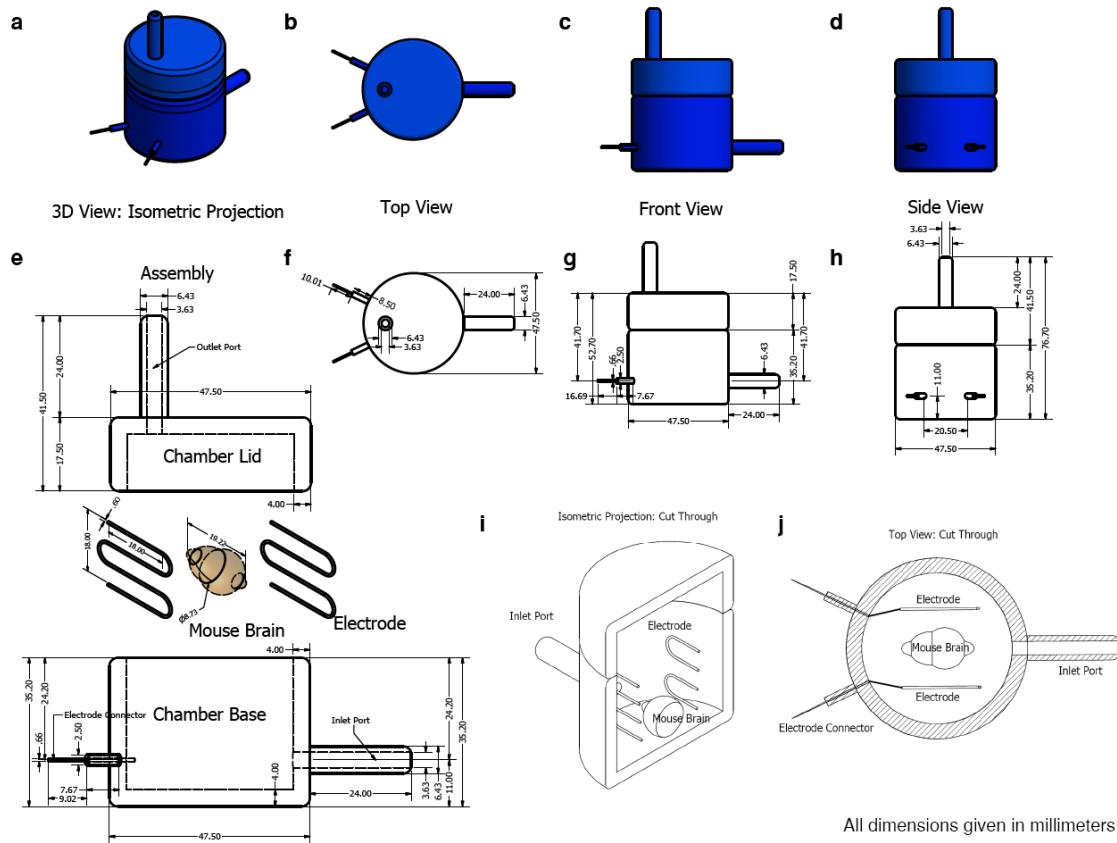 a
b
c
d
3D View: Isometric Projection
Top View
Front View
Side View
e
Assembly
6.43
3.63
Outlet Port
41.50
24.00
17.50
47.50
Chamber Lid
4.00
.60
18.00
18.00
19.22
Ø8.73
Mouse Brain
Electrode
4.00
35.20
24.20
Electrode Connector
.66
2.50
Chamber Base
Inlet Port
7.67
9.02
4.00
47.50
24.00
3.63
6.43
24.20
11.00
35.20
f
10.01
8.50
6.43
3.63
24.00
6.43
47.50
g
17.50
41.70
52.70
.66
2.50
16.69
7.67
6.43
35.20
41.70
47.50
24.00
h
3.63
6.43
24.00
41.50
76.70
11.00
35.20
20.50
47.50
i
Isometric Projection: Cut Through
Inlet Port
Electrode
Mouse Brain
j
Top View: Cut Through
Electrode
Mouse Brain
Electrode
Inlet Port
Electrode Connector
All dimensions given in millimeters